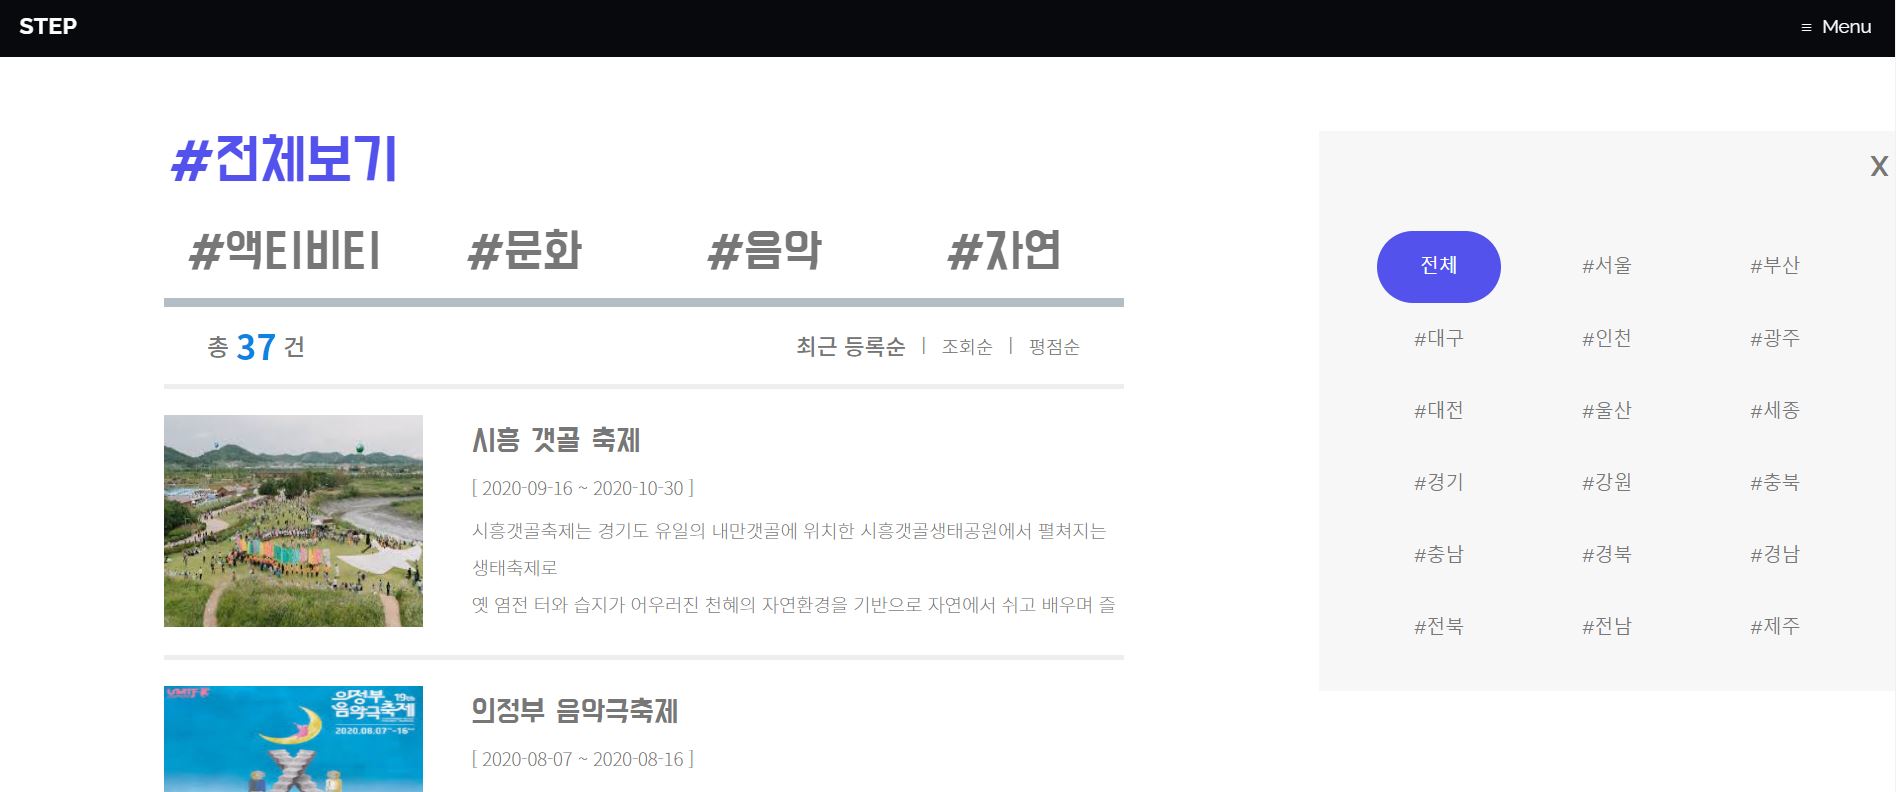 STEP
≡ Menu
#전체보기
#액티비티 #문화 #음악 #자연
총 37 건
최근 등록순 | 조회순 | 평점순
시흥 갯골 축제
[ 2020-09-16 ~ 2020-10-30 ]
시흥갯골축제는 경기도 유일의 내만갯골에 위치한 시흥갯골생태공원에서 펼쳐지는
생태축제로
옛 염전 터와 습지가 어우러진 천혜의 자연환경을 기반으로 자연에서 쉬고 배우며 즐
의정부 19th
음악극축제
2020.08.07~16
의정부 음악극축제
[ 2020-08-07 ~ 2020-08-16 ]
X
전체 #서울 #부산
#대구 #인천 #광주
#대전 #울산 #세종
#경기 #강원 #충북
#충남 #경북 #경남
#전북 #전남 #제주